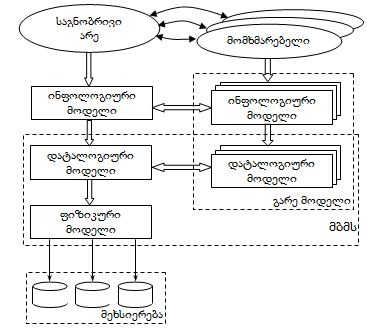 საგნობრივი
არე
მომხმარებელი
ინფოლოგიური
მოდელი
ინფოლოგიური
მოდელი
დატალოგიური
მოდელი
დატალოგიური
მოდელი
გარე მოდელი
ფიზიკური
მოდელი
მბმს
მეხსიერება